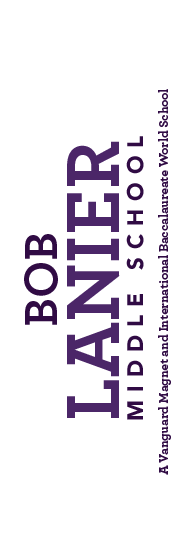 BOB
LANIER
MIDDLE SCHOOL
A Vanguard Magnet and International Baccalaureate World School